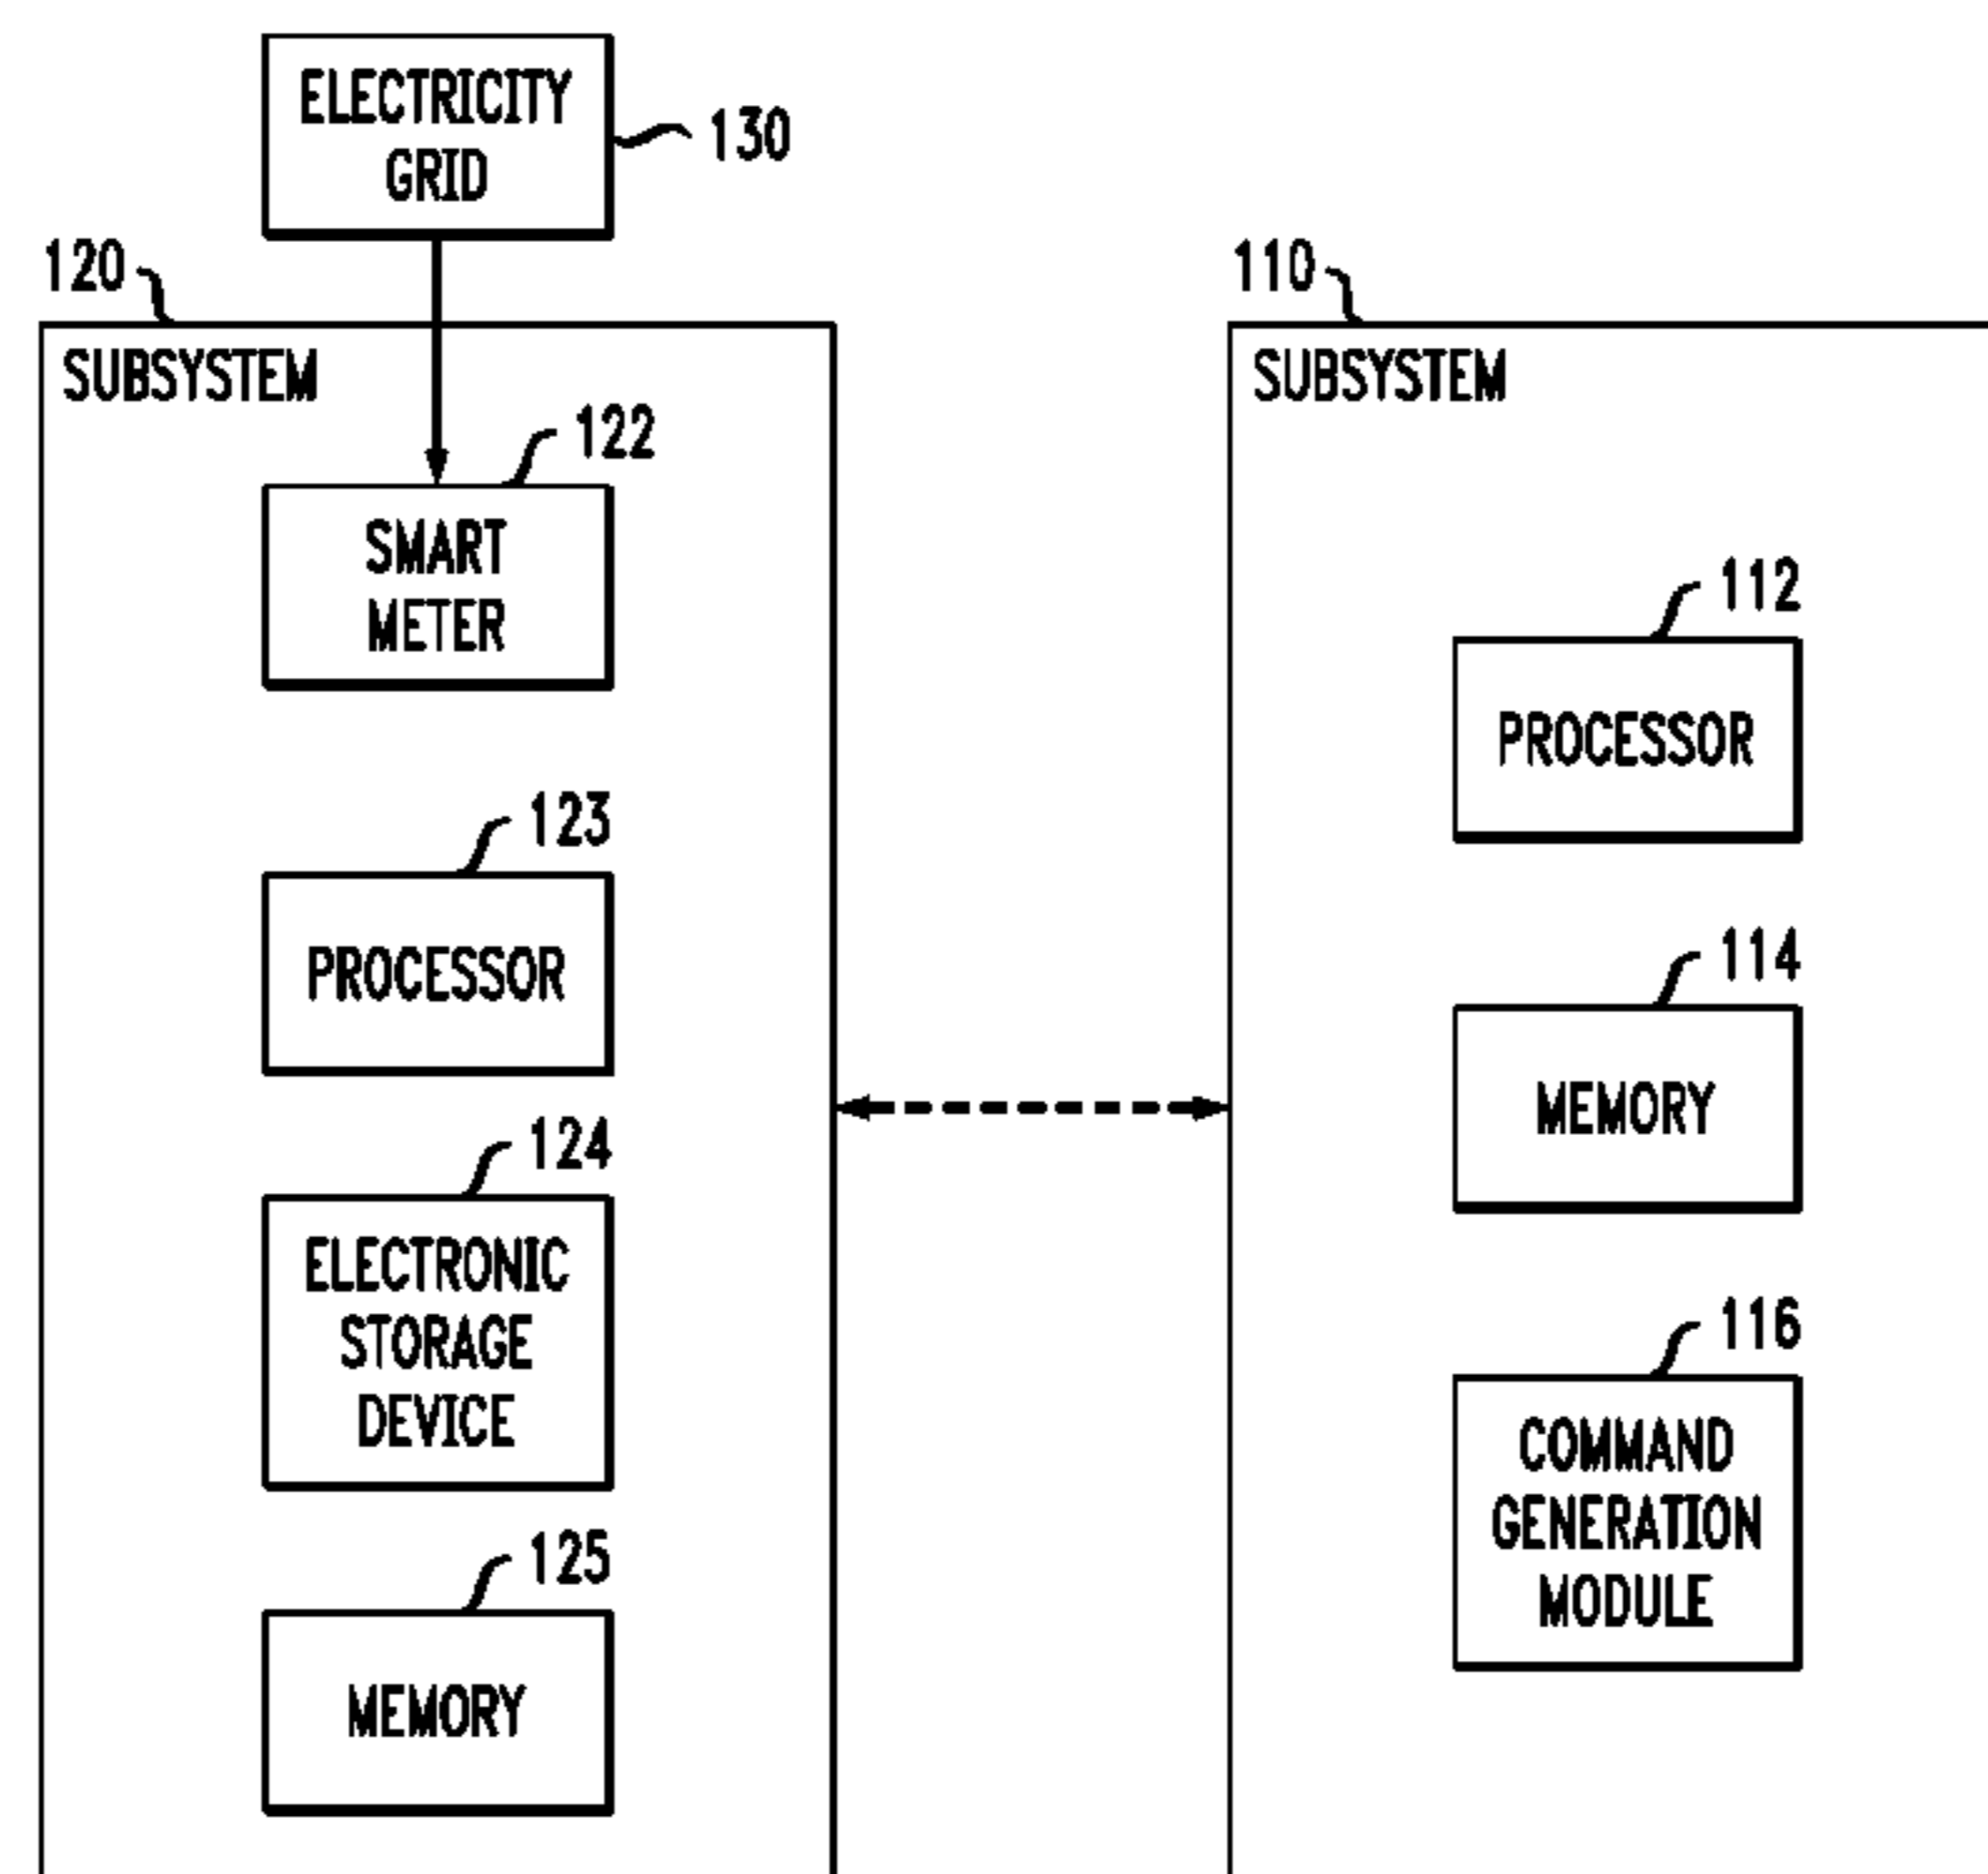 ELECTRICITY
GRID
130
120
SUBSYSTEM
122
SMART
METER
123
PROCESSOR
124
ELECTRONIC
STORAGE
DEVICE
125
MEMORY
110
SUBSYSTEM
112
PROCESSOR
114
MEMORY
116
COMMAND
GENERATION
MODULE